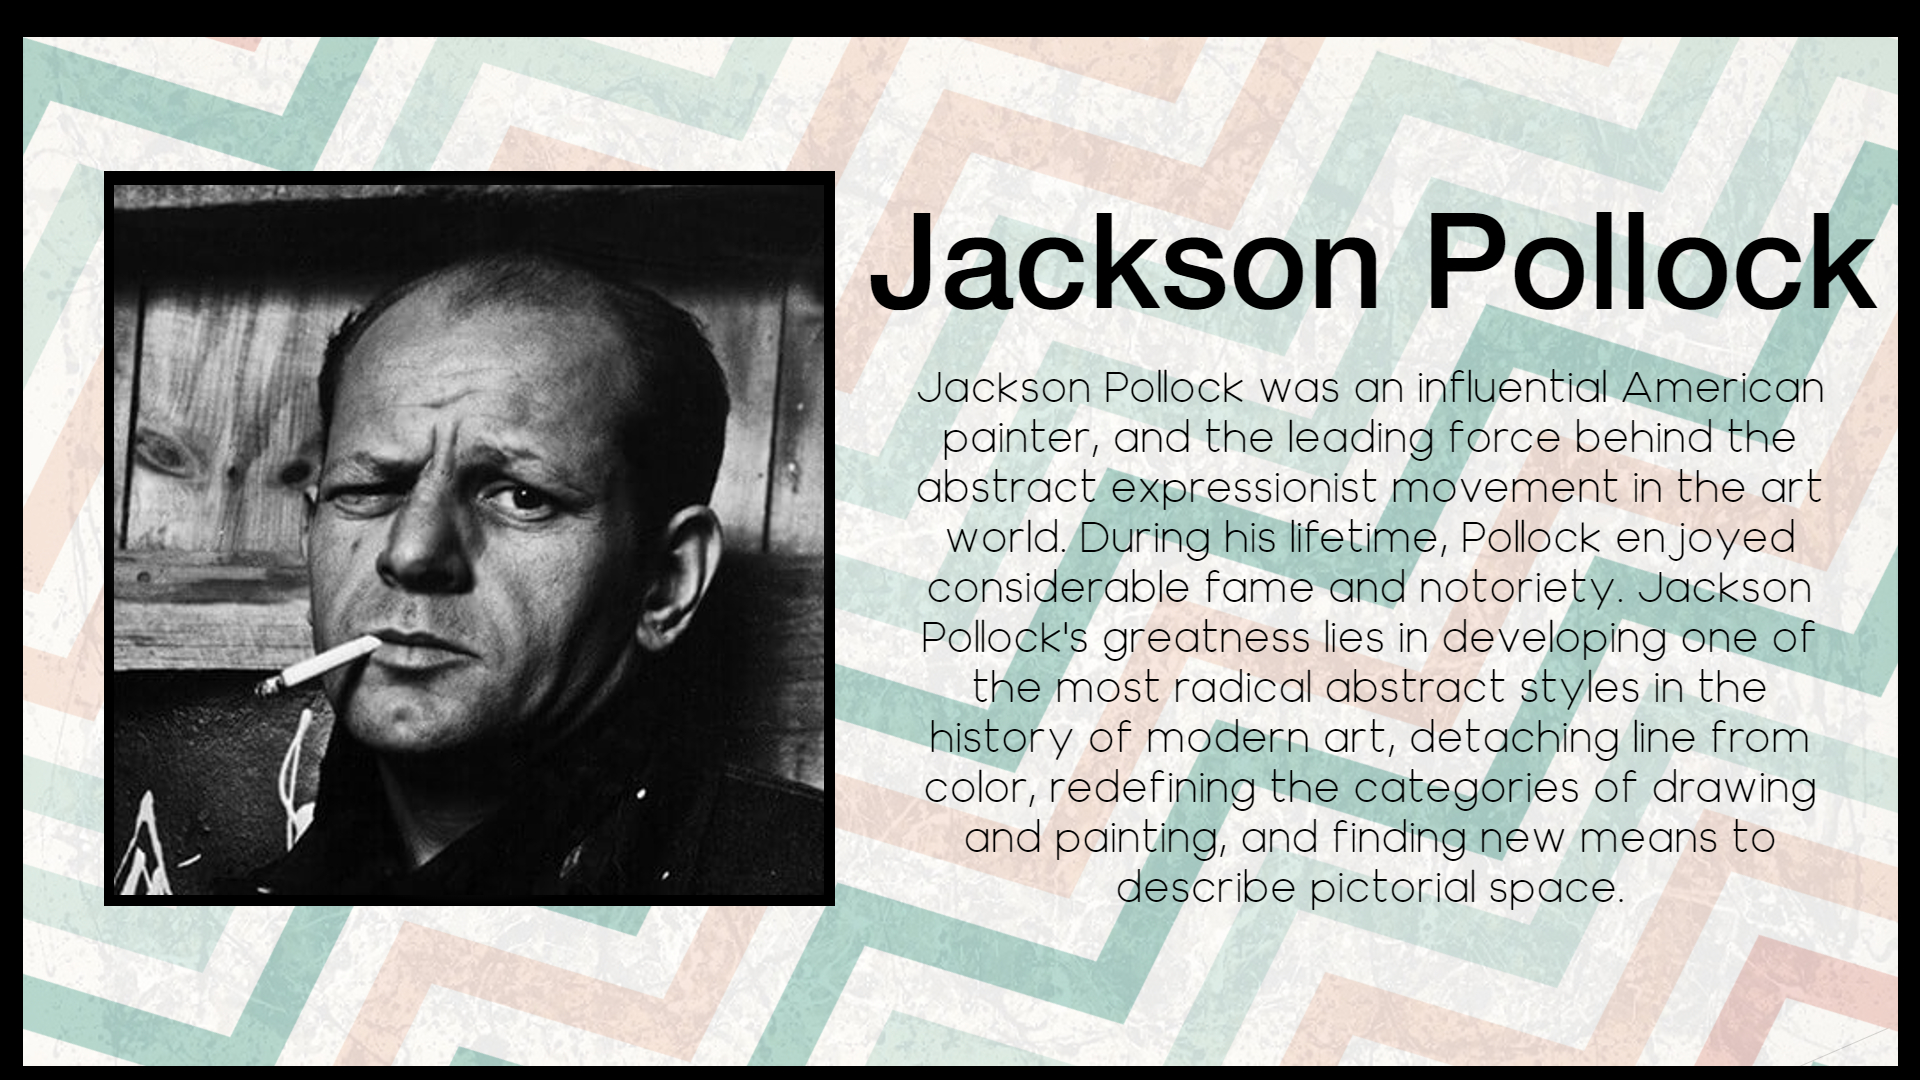 Jackson Pollock
Jackson Pollock was an influential American
painter, and the leading force behind the
abstract expressionist movement in the art
world. During his lifetime, Pollock enjoyed
considerable fame and notoriety. Jackson
Pollock's greatness lies in developing one of
the most radical abstract styles in the
history of modern art, detaching line from
color, redefining the categories of drawing
and painting, and finding new means to
describe pictorial space.